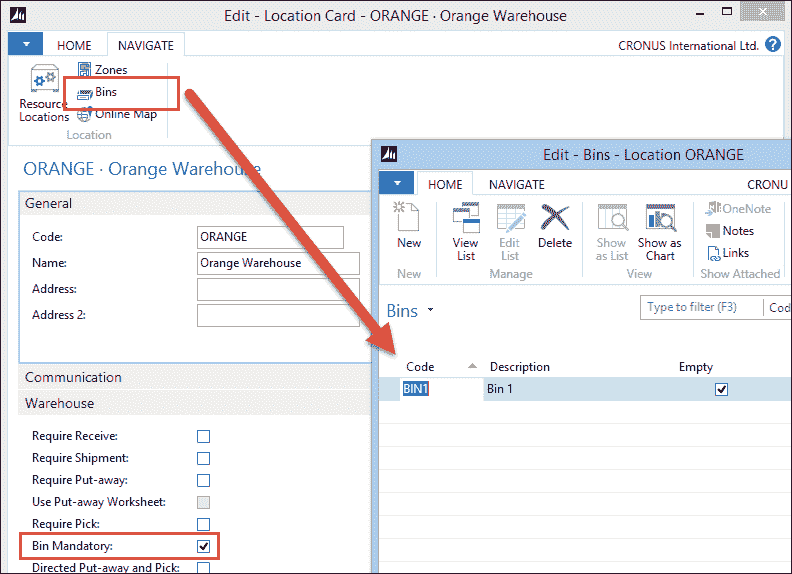 Edit - Location Card - ORANGE · Orange Warehouse
HOME
NAVIGATE
CRONUS International Ltd.
?
Resource
Locations
Zones
Bins
Online Map
Location
ORANGE · Orange Warehouse
General
Code:
ORANGE
Name:
Orange Warehouse
Address:
Address 2:
Communication
Warehouse
Require Receive:
Require Shipment:
Require Put-away:
Use Put-away Worksheet:
Require Pick:
Bin Mandatory:
Directed Put-away and Pick:
Edit - Bins - Location ORANGE
HOME
NAVIGATE
CRONU
New
New
View
List
Edit
List
Delete
Manage
Show
as List
Show as
Chart
View
OneNote
Notes
Links
Show Attached
Bins
Type to filter (F3)
Cod
Code
Description
Empty
BIN1
Bin 1